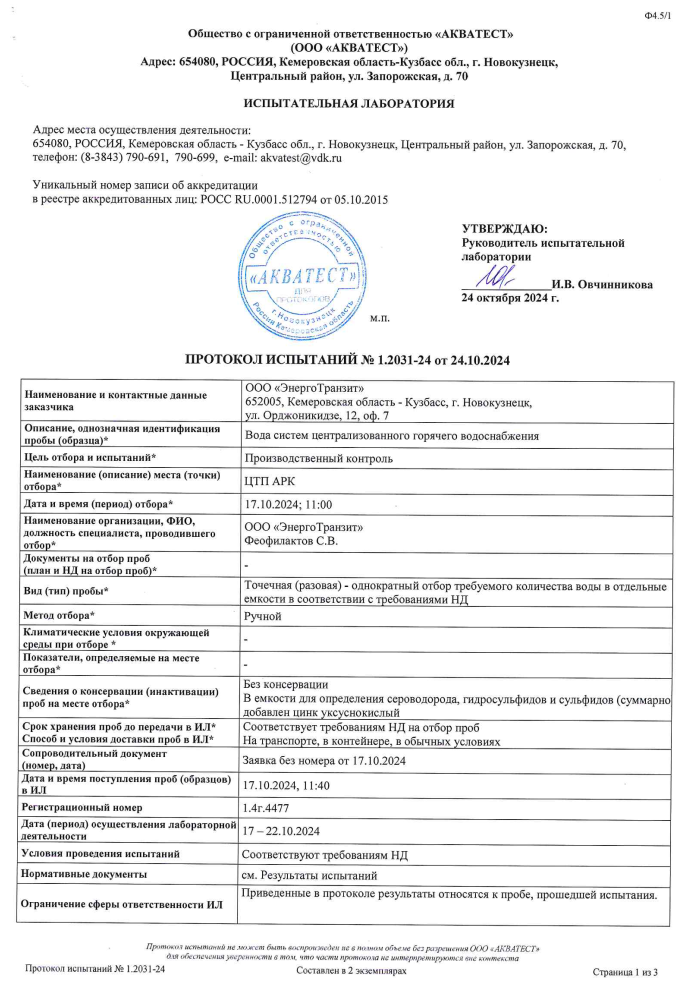 Ф4.5/1
Общество с ограниченной ответственностью «АКВАТЕСТ»
(ООО «АКВАТЕСТ»)
Адрес: 654080, РОССИЯ, Кемеровская область-Кузбасс обл., г. Новокузнецк,
Центральный район, ул. Запорожская, д. 70
ИСПЫТАТЕЛЬНАЯ ЛАБОРАТОРИЯ
Адрес места осуществления деятельности:
654080, РОССИЯ, Кемеровская область - Кузбасс обл., г. Новокузнецк, Центральный район, ул. Запорожская, д. 70,
телефон: (8-3843) 790-691, 790-699, e-mail: akvatest@vdk.ru
Уникальный номер записи об аккредитации
в реестре аккредитованных лиц: РОСС RU.0001.512794 от 05.10.2015
Общество с ограниченной
ответственностью
«АКВАТЕСТ»
ДЛЯ
ПРОТОКОЛОВ
г.Новокузнецк
Россия Кемеровская область
УТВЕРЖДАЮ:
Руководитель испытательной
лаборатории
И.В. Овчинникова
24 октября 2024 г.
м.п.
ПРОТОКОЛ ИСПЫТАНИЙ № 1.2031-24 от 24.10.2024
Наименование и контактные данные
заказчика
ООО «ЭнергоТранзит»
652005, Кемеровская область - Кузбасс, г. Новокузнецк,
ул. Орджоникидзе, 12, оф. 7
Описание, однозначная идентификация
пробы (образца)*
Вода систем централизованного горячего водоснабжения
Цель отбора и испытаний*
Производственный контроль
Наименование (описание) места (точки)
отбора*
ЦТП АРК
Дата и время (период) отбора*
17.10.2024; 11:00
Наименование организации, ФИО,
должность специалиста, проводившего
отбор*
ООО «ЭнергоТранзит»
Феофилактов С.В.
Документы на отбор проб
(план и НД на отбор проб)*
-
Вид (тип) пробы*
Точечная (разовая) - однократный отбор требуемого количества воды в отдельные
емкости в соответствии с требованиями НД
Метод отбора*
Ручной
Климатические условия окружающей
среды при отборе *
-
Показатели, определяемые на месте
отбора*
-
Сведения о консервации (инактивации)
проб на месте отбора*
Без консервации
В емкости для определения сероводорода, гидросульфидов и сульфидов (суммарно
добавлен цинк уксуснокислый
Срок хранения проб до передачи в ИЛ*
Способ и условия доставки проб в ИЛ*
Соответствует требованиям НД на отбор проб
На транспорте, в контейнере, в обычных условиях
Сопроводительный документ
(номер, дата)
Заявка без номера от 17.10.2024
Дата и время поступления проб (образцов)
в ИЛ
17.10.2024, 11:40
Регистрационный номер
1.4г.4477
Дата (период) осуществления лабораторной
деятельности
17 – 22.10.2024
Условия проведения испытаний
Соответствуют требованиям НД
Нормативные документы
см. Результаты испытаний
Ограничение сферы ответственности ИЛ
Приведенные в протоколе результаты относятся к пробе, прошедшей испытания.
Протокол испытаний не может быть воспроизведен не в полном объеме без разрешения ООО «АКВАТЕСТ»
для обеспечения уверенности в том, что части протокола не интерпретируются вне контекста
Протокол испытаний № 1.2031-24
Составлен в 2 экземплярах
Страница 1 из 3